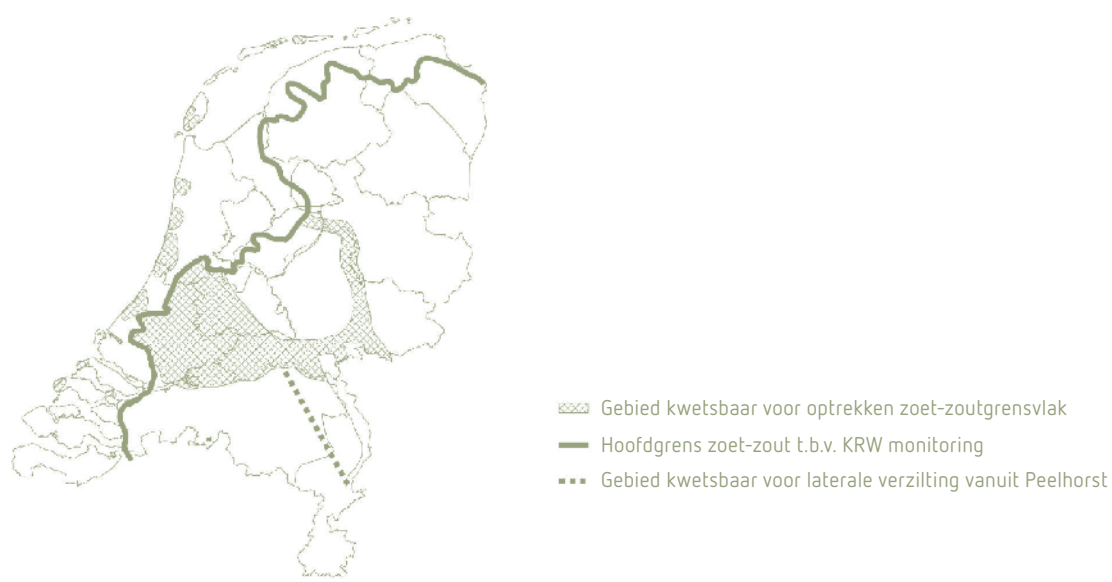 Gebied kwetsbaar voor optrekken zoet-zoutgrensvlak
Hoofdgrens zoet-zout t.b.v. KRW monitoring
Gebied kwetsbaar voor laterale verzilting vanuit Peelhorst